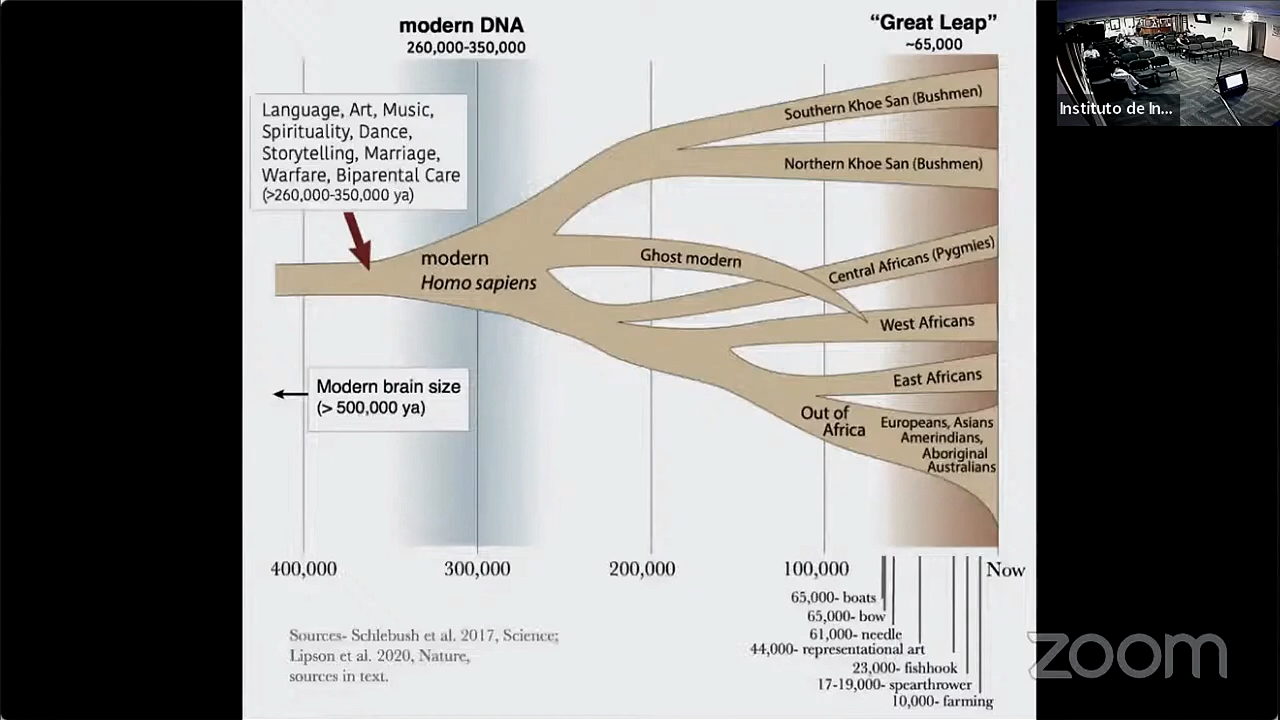 modern DNA
260,000-350,000
“Great Leap”
~65,000
Instituto de In...
Language, Art, Music,
Spirituality, Dance,
Storytelling, Marriage,
Warfare, Biparental Care
(>260,000-350,000 ya)
Southern Khoe San (Bushmen)
Northern Khoe San (Bushmen)
modern
Homo sapiens
Ghost modern
Central Africans (Pygmies)
West Africans
East Africans
Modern brain size
(> 500,000 ya)
Out of
Africa
Europeans, Asians
Amerindians,
Aboriginal
Australians
400,000
300,000
200,000
100,000
Now
65,000- boats
65,000- bow
61,000- needle
44,000- representational art
23,000- fishhook
17-19,000- spearthrower
10,000- farming
Sources- Schlebush et al. 2017, Science;
Lipson et al. 2020, Nature,
sources in text.
zoom